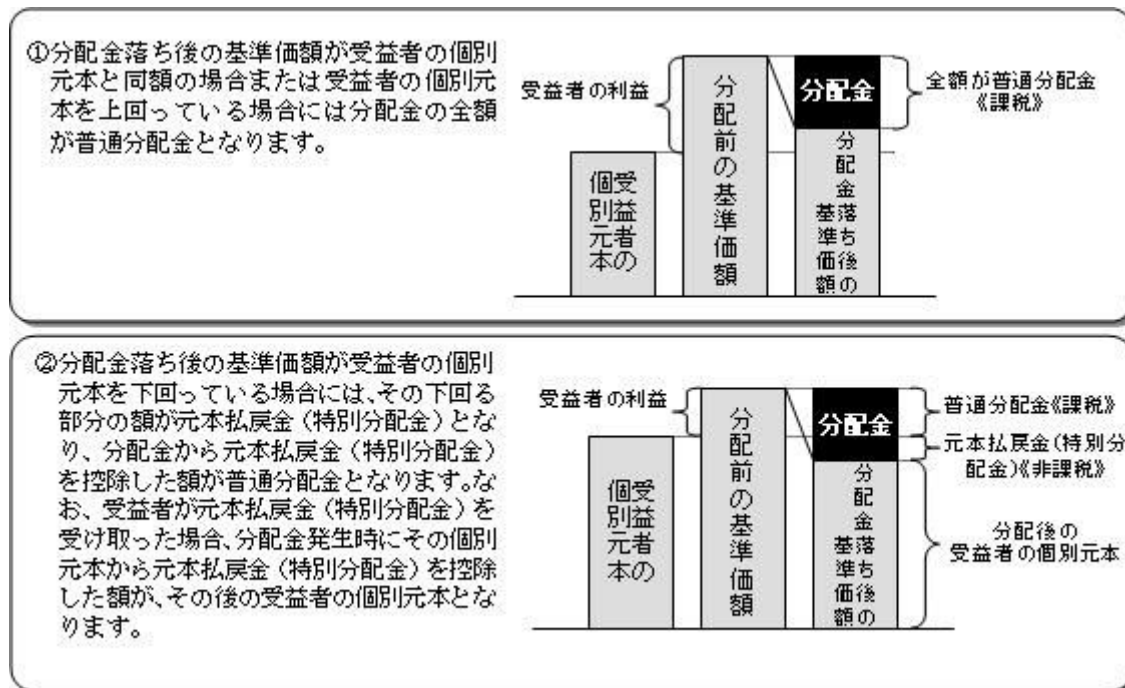 ①分配金落ち後の基準価額が受益者の個別
元本と同額の場合または受益者の個別元
本を上回っている場合には分配金の全額
が普通分配金となります。
受益者の利益
受益者の
個別元本
分配前の基準価額
分配金
分配金落ち後の
基準価額
全額が普通分配金
《課税》
②分配金落ち後の基準価額が受益者の個別
元本を下回っている場合には、その下回る
部分の額が元本払戻金(特別分配金)とな
り、分配金から元本払戻金(特別分配金)
を控除した額が普通分配金となります。な
お、受益者が元本払戻金(特別分配金)を
受け取った場合、分配金発生時にその個別
元本から元本払戻金(特別分配金)を控除
した額が、その後の受益者の個別元本とな
ります。
受益者の利益
受益者の
個別元本
分配前の基準価額
分配金
分配金落ち後の
基準価額
普通分配金《課税》
元本払戻金(特別分
配金)《非課税》
分配後の
受益者の個別元本